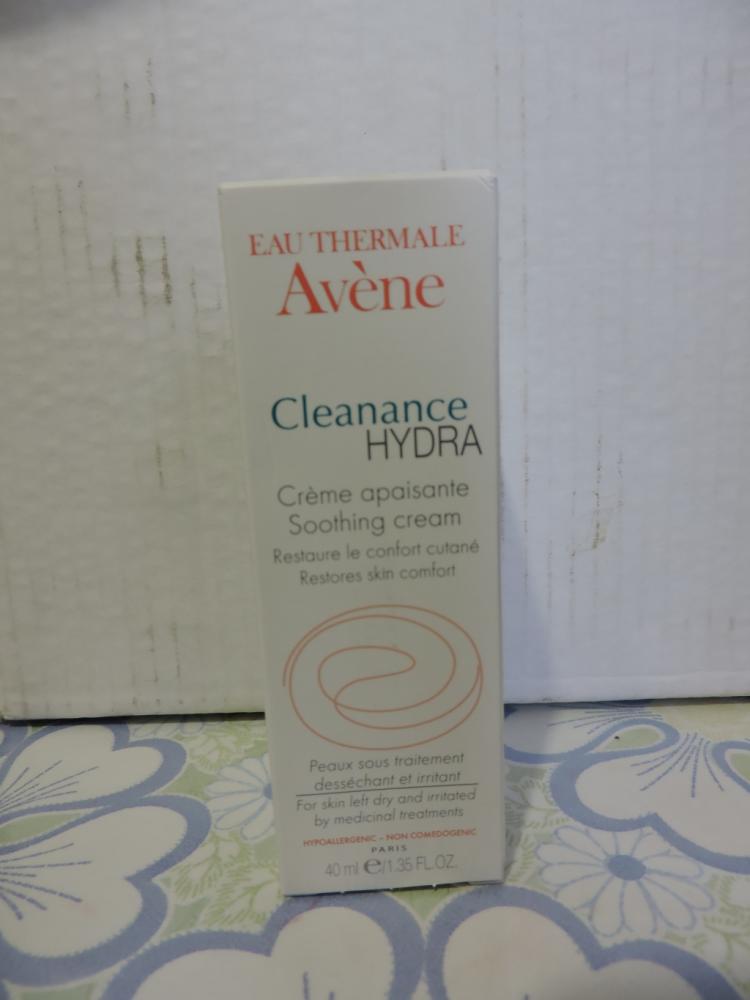 EAU THERMALE
Avène
Cleanance
HYDRA
Crème apaisante
Soothing cream
Restaure le confort cutané
Restores skin comfort
Peaux sous traitement
desséchant et irritant
For skin left dry and irritated
by medicinal treatments
HYPOALLERGENIC - NON COMEDOGENIC
PARIS
40 ml e/1.35 FL.OZ.